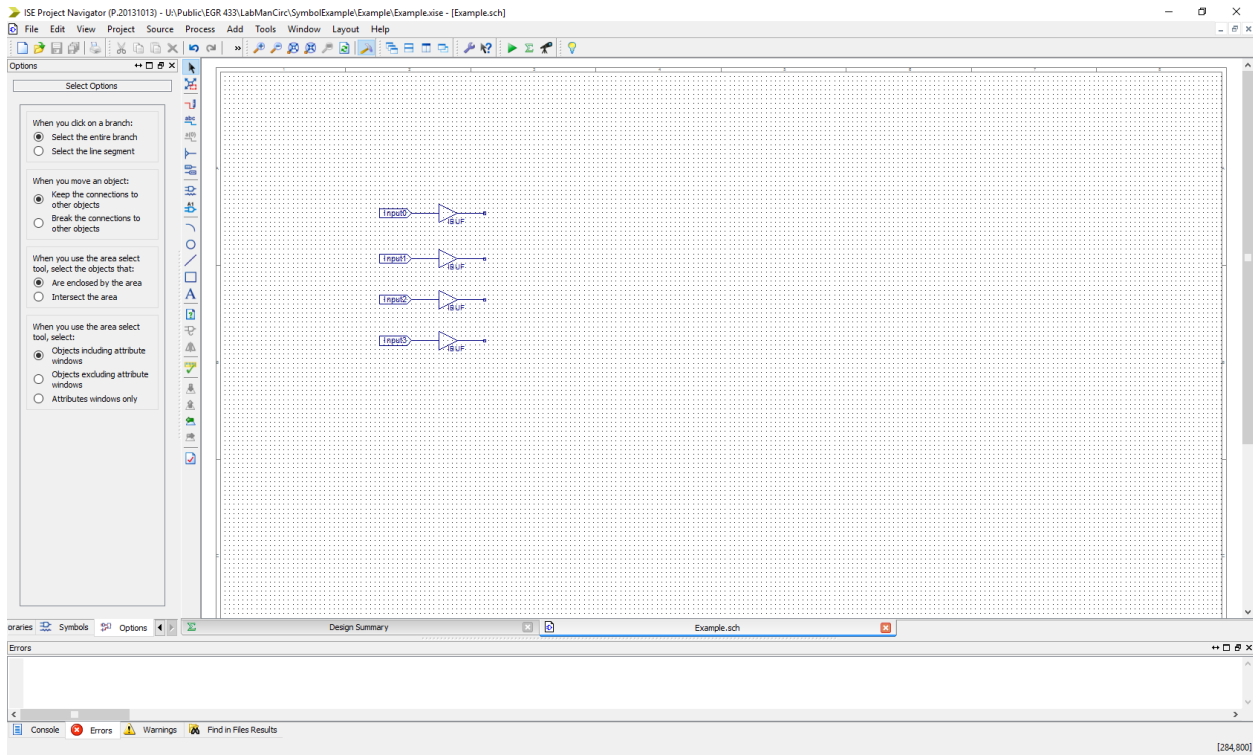 ISE Project Navigator (P.20131013) - U:\Public\EGR 433\LabManCirc\SymbolExample\Example\Example.xise - [Example.sch]
File Edit View Project Source Process Add Tools Window Layout Help
Options
Select Options
When you click on a branch:
Select the entire branch
Select the line segment
When you move an object:
Keep the connections to
other objects
Break the connections to
other objects
When you use the area select
tool, select the objects that:
Are enclosed by the area
Intersect the area
When you use the area select
tool, select:
Objects including attribute
windows
Objects excluding attribute
windows
Attributes windows only
abc
A
Input0
IBUF
Input1
IBUF
Input2
IBUF
Input3
IBUF
oraries Symbols Options
Design Summary
Example.sch
Errors
Console Errors Warnings Find in Files Results
[284,800]